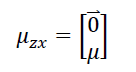 μ_zx = [0⃗
μ]